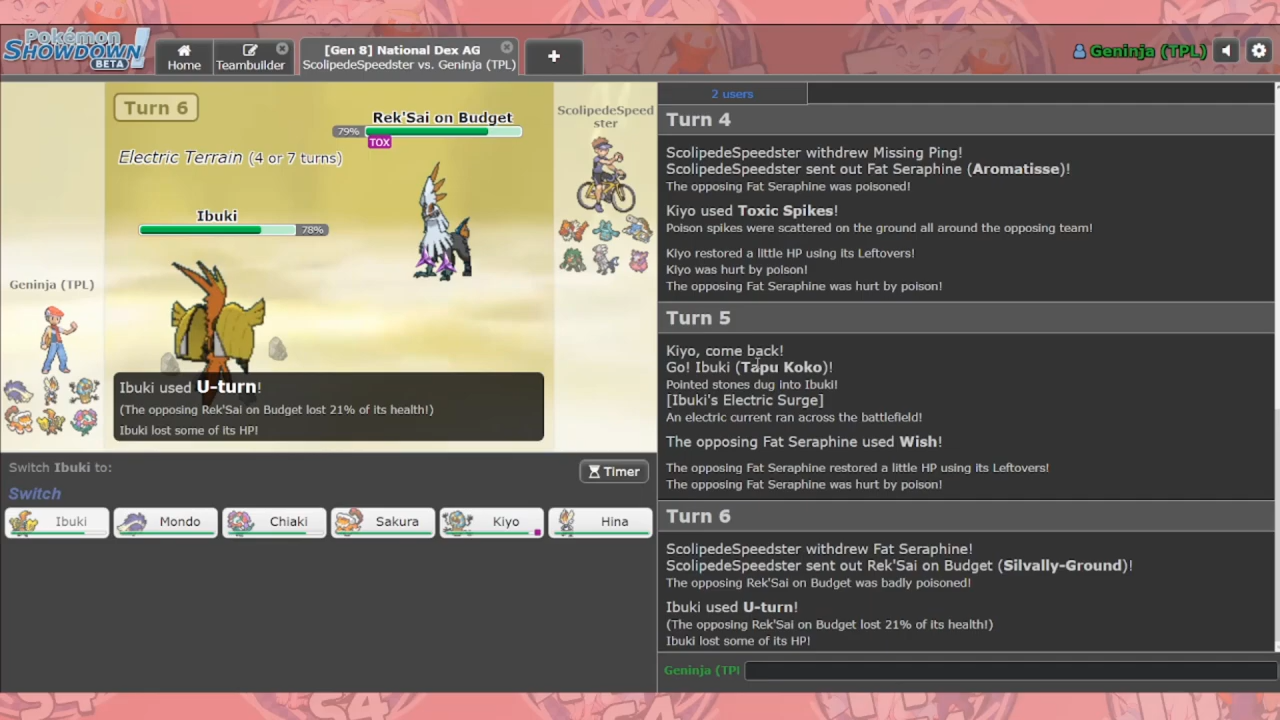 Pokémon
SHOWDOWN!
BETA
Home
Teambuilder
[Gen 8] National Dex AG
ScolipedeSpeedster vs. Geninja (TPL)
Geninja (TPL)
Turn 6
Electric Terrain (4 or 7 turns)
Rek'Sai on Budget
79%
TOX
Ibuki
78%
ScolipedeSpeed
ster
Geninja (TPL)
Ibuki used U-turn!
(The opposing Rek'Sai on Budget lost 21% of its health!)
Ibuki lost some of its HP!
Switch Ibuki to:
Timer
Switch
Ibuki
Mondo
Chiaki
Sakura
Kiyo
Hina
2 users
Turn 4
ScolipedeSpeedster withdrew Missing Ping!
ScolipedeSpeedster sent out Fat Seraphine (Aromatisse)!
The opposing Fat Seraphine was poisoned!
Kiyo used Toxic Spikes!
Poison spikes were scattered on the ground all around the opposing team!
Kiyo restored a little HP using its Leftovers!
Kiyo was hurt by poison!
The opposing Fat Seraphine was hurt by poison!
Turn 5
Kiyo, come back!
Go! Ibuki (Tapu Koko)!
Pointed stones dug into Ibuki!
[Ibuki's Electric Surge]
An electric current ran across the battlefield!
The opposing Fat Seraphine used Wish!
The opposing Fat Seraphine restored a little HP using its Leftovers!
The opposing Fat Seraphine was hurt by poison!
Turn 6
ScolipedeSpeedster withdrew Fat Seraphine!
ScolipedeSpeedster sent out Rek'Sai on Budget (Silvally-Ground)!
The opposing Rek'Sai on Budget was badly poisoned!
Ibuki used U-turn!
(The opposing Rek'Sai on Budget lost 21% of its health!)
Ibuki lost some of its HP!
Geninja (TPl